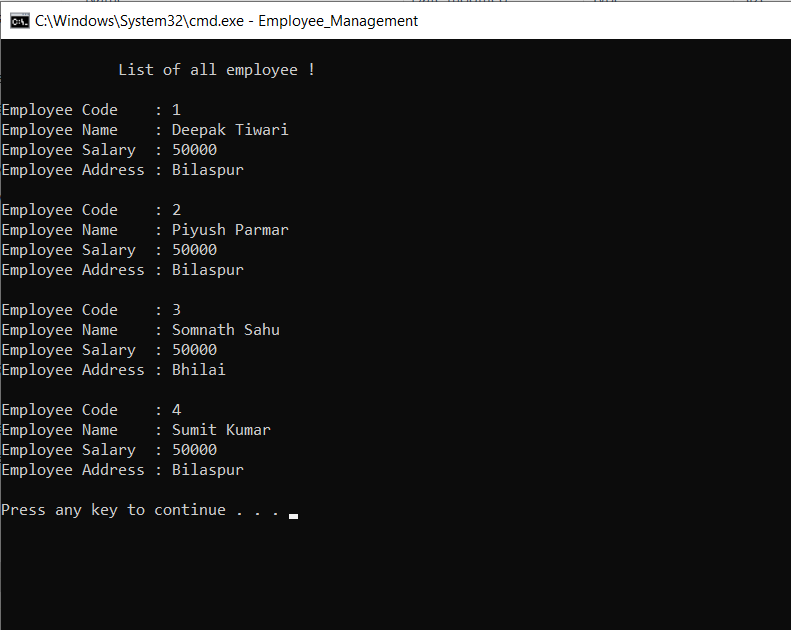 C:\Windows\System32\cmd.exe - Employee_Management
List of all employee !
Employee Code    : 1
Employee Name    : Deepak Tiwari
Employee Salary  : 50000
Employee Address : Bilaspur
Employee Code    : 2
Employee Name    : Piyush Parmar
Employee Salary  : 50000
Employee Address : Bilaspur
Employee Code    : 3
Employee Name    : Somnath Sahu
Employee Salary  : 50000
Employee Address : Bhilai
Employee Code    : 4
Employee Name    : Sumit Kumar
Employee Salary  : 50000
Employee Address : Bilaspur
Press any key to continue . . .